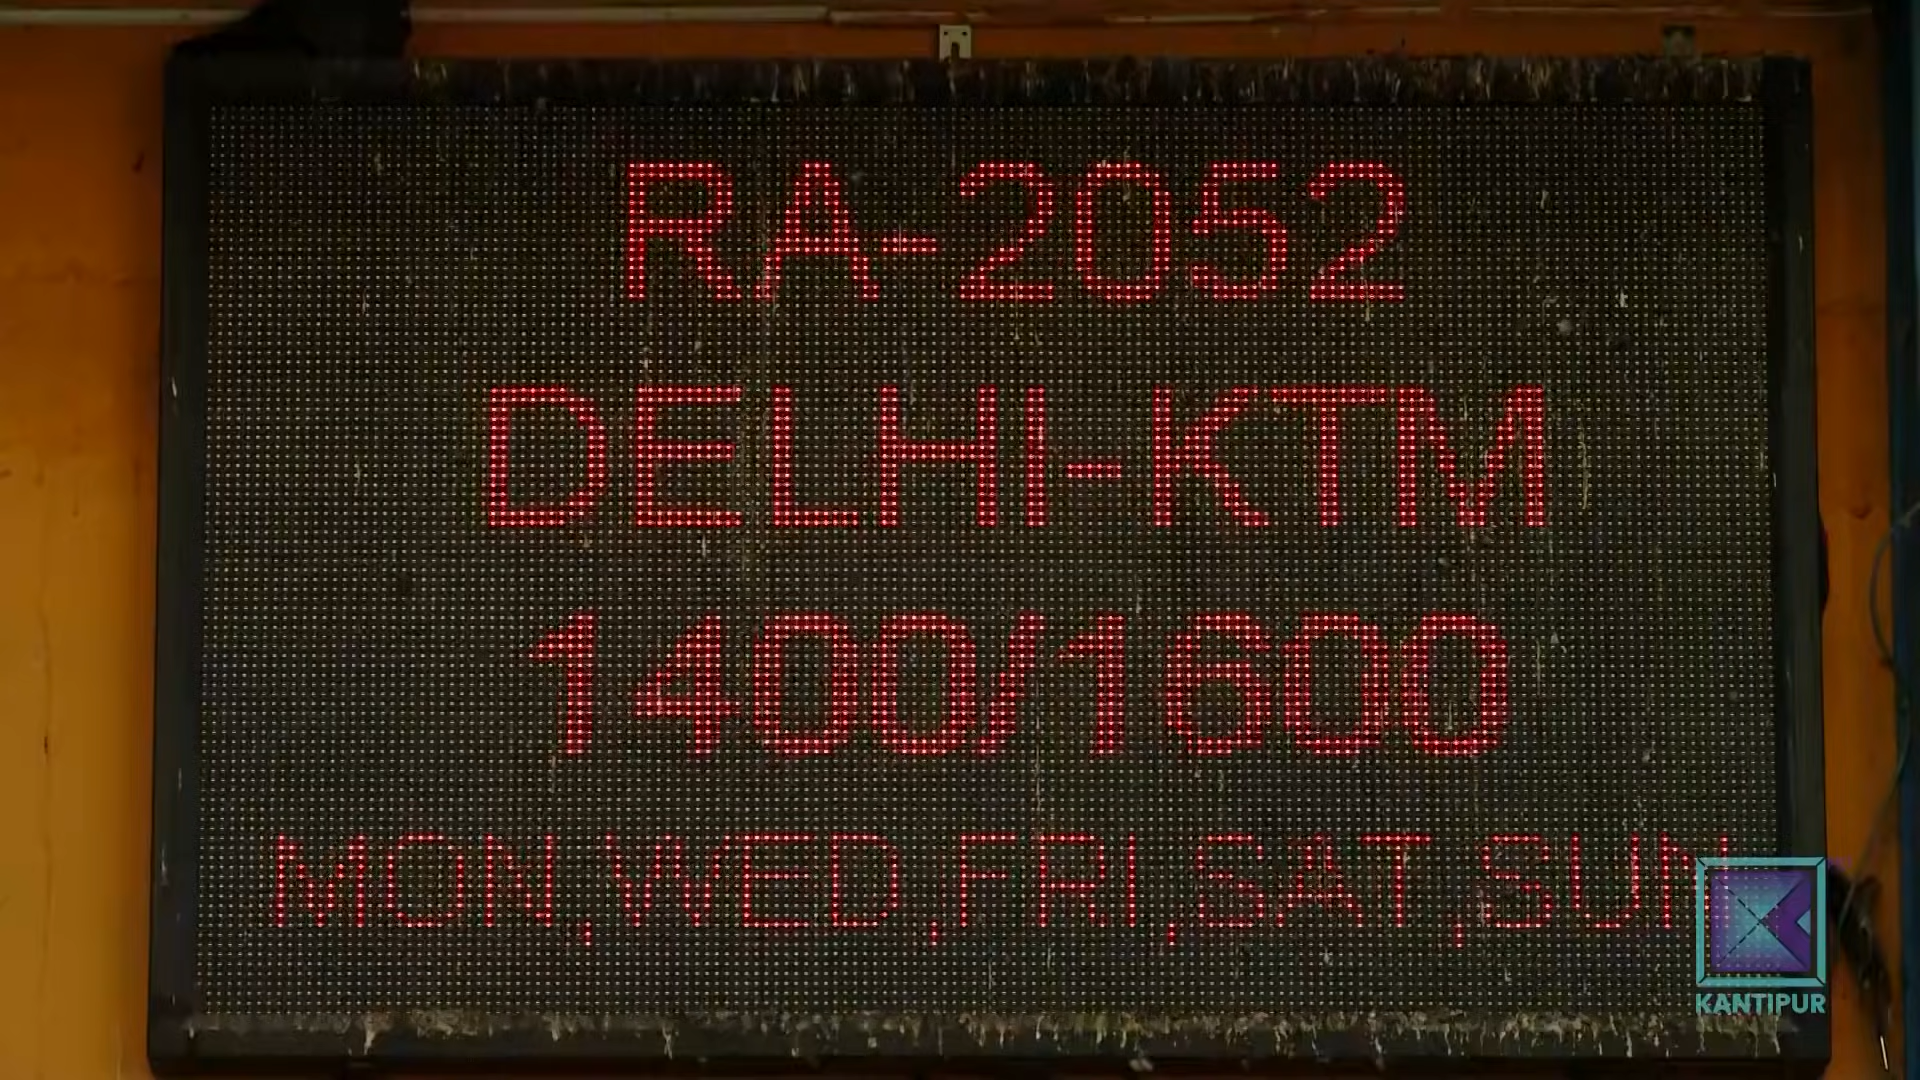 RA-2052
DELHI-KTM
1400/1600
MON,WED,FRI,SAT,SUN
KANTIPUR